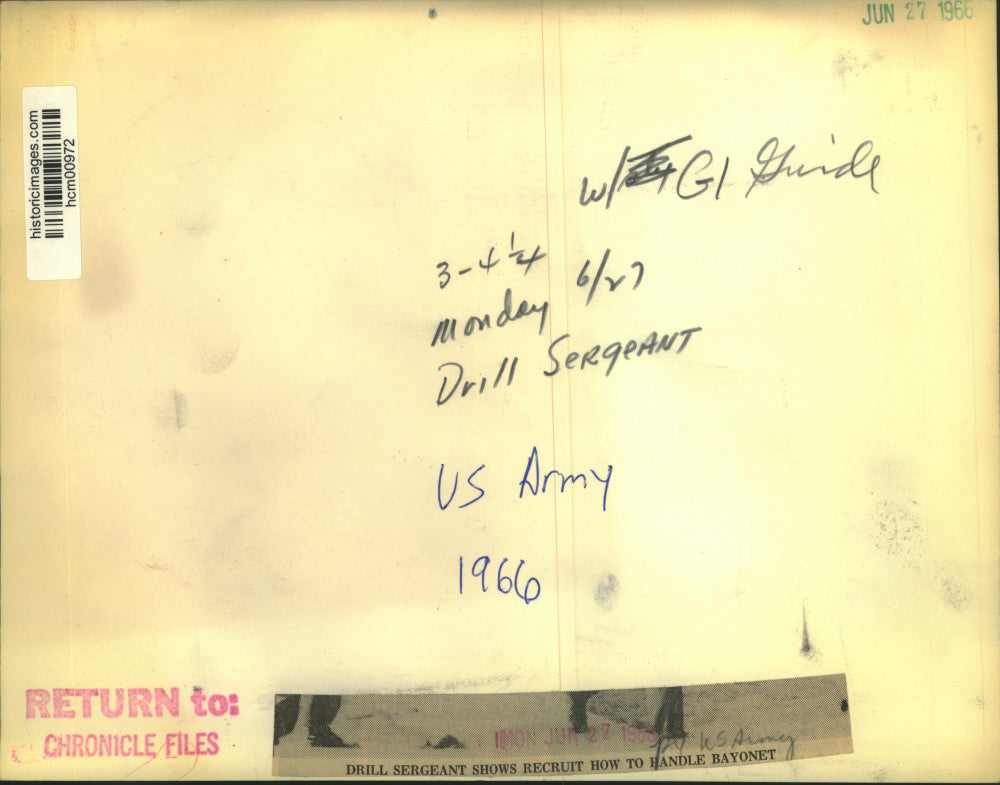 JUN 27 1966
historicimages.com
hcm00972
w/ GI Guide
3-4 1/4
Monday 6/27
Drill SERGEANT
US Army
1966
RETURN to:
CHRONICLE FILES
MON JUN 27 1966
US Army
DRILL SERGEANT SHOWS RECRUIT HOW TO HANDLE BAYONET